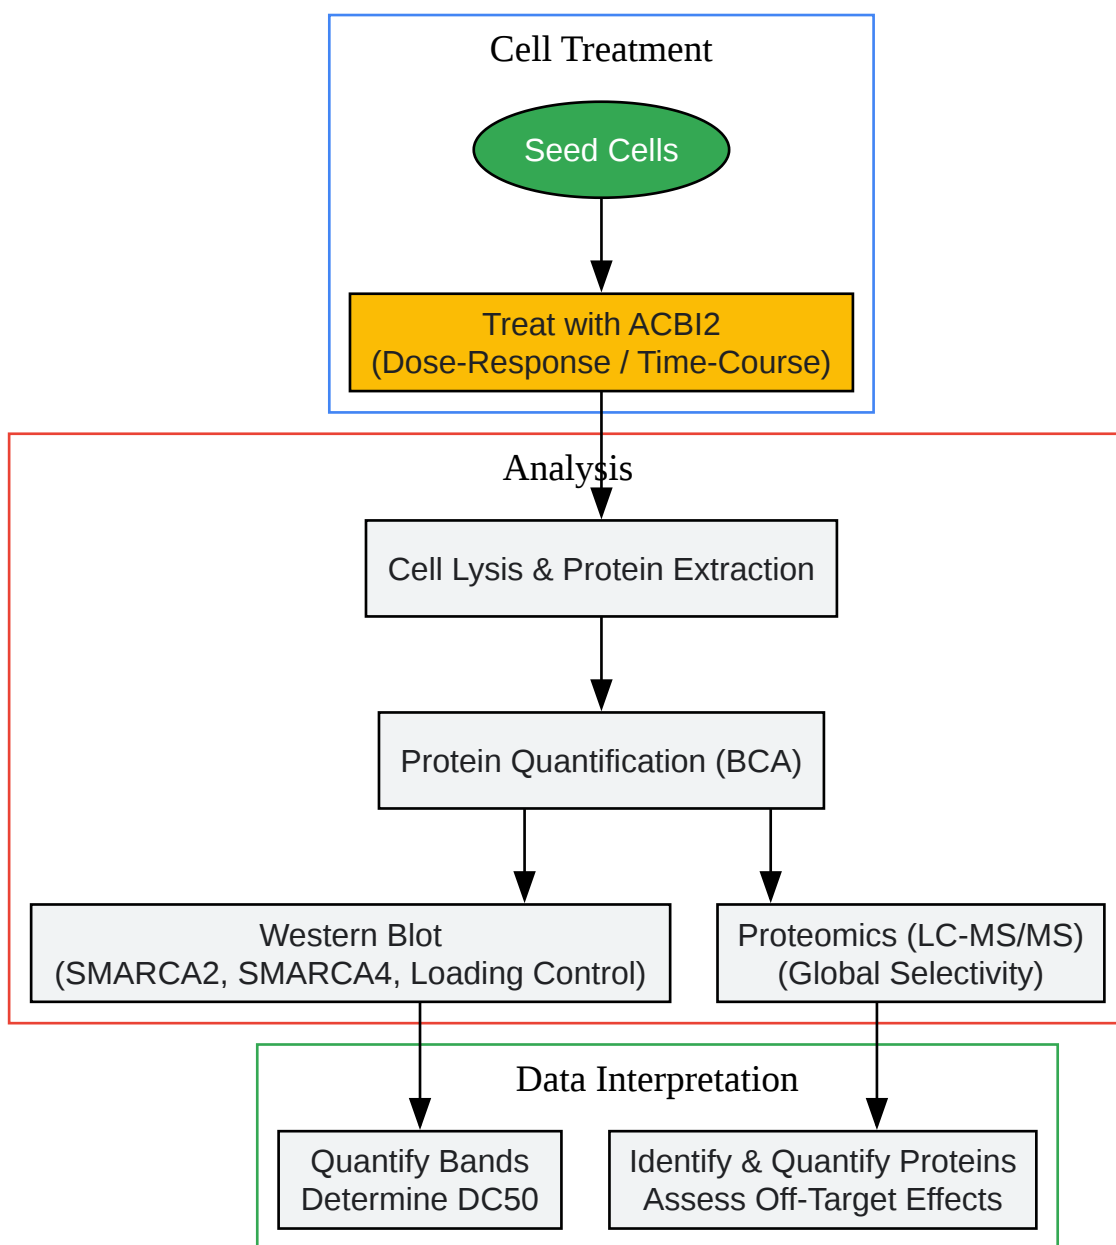 Cell Treatment
Seed Cells
Treat with ACBI2
(Dose-Response / Time-Course)
Analysis
Cell Lysis & Protein Extraction
Protein Quantification (BCA)
Western Blot
(SMARCA2, SMARCA4, Loading Control)
Proteomics (LC-MS/MS)
(Global Selectivity)
Data Interpretation
Quantify Bands
Determine DC50
Identify & Quantify Proteins
Assess Off-Target Effects